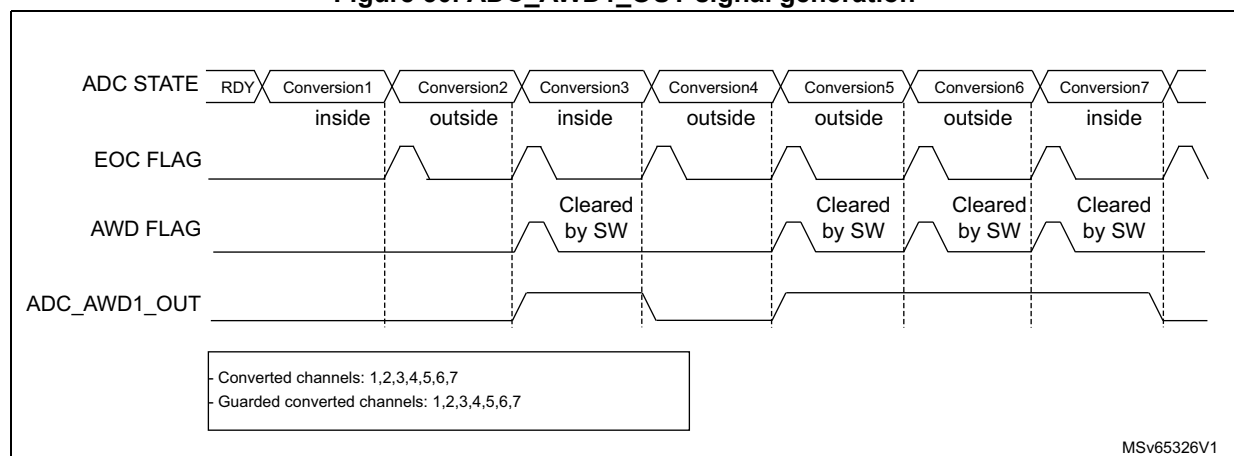 Figure 30. ADC_AWD1_OUT signal generation
ADC STATE RDY Conversion1 Conversion2 Conversion3 Conversion4 Conversion5 Conversion6 Conversion7
inside outside inside outside outside outside inside
EOC FLAG
AWD FLAG
Cleared by SW
Cleared by SW
Cleared by SW
Cleared by SW
ADC_AWD1_OUT
- Converted channels: 1,2,3,4,5,6,7
- Guarded converted channels: 1,2,3,4,5,6,7
MSv65326V1